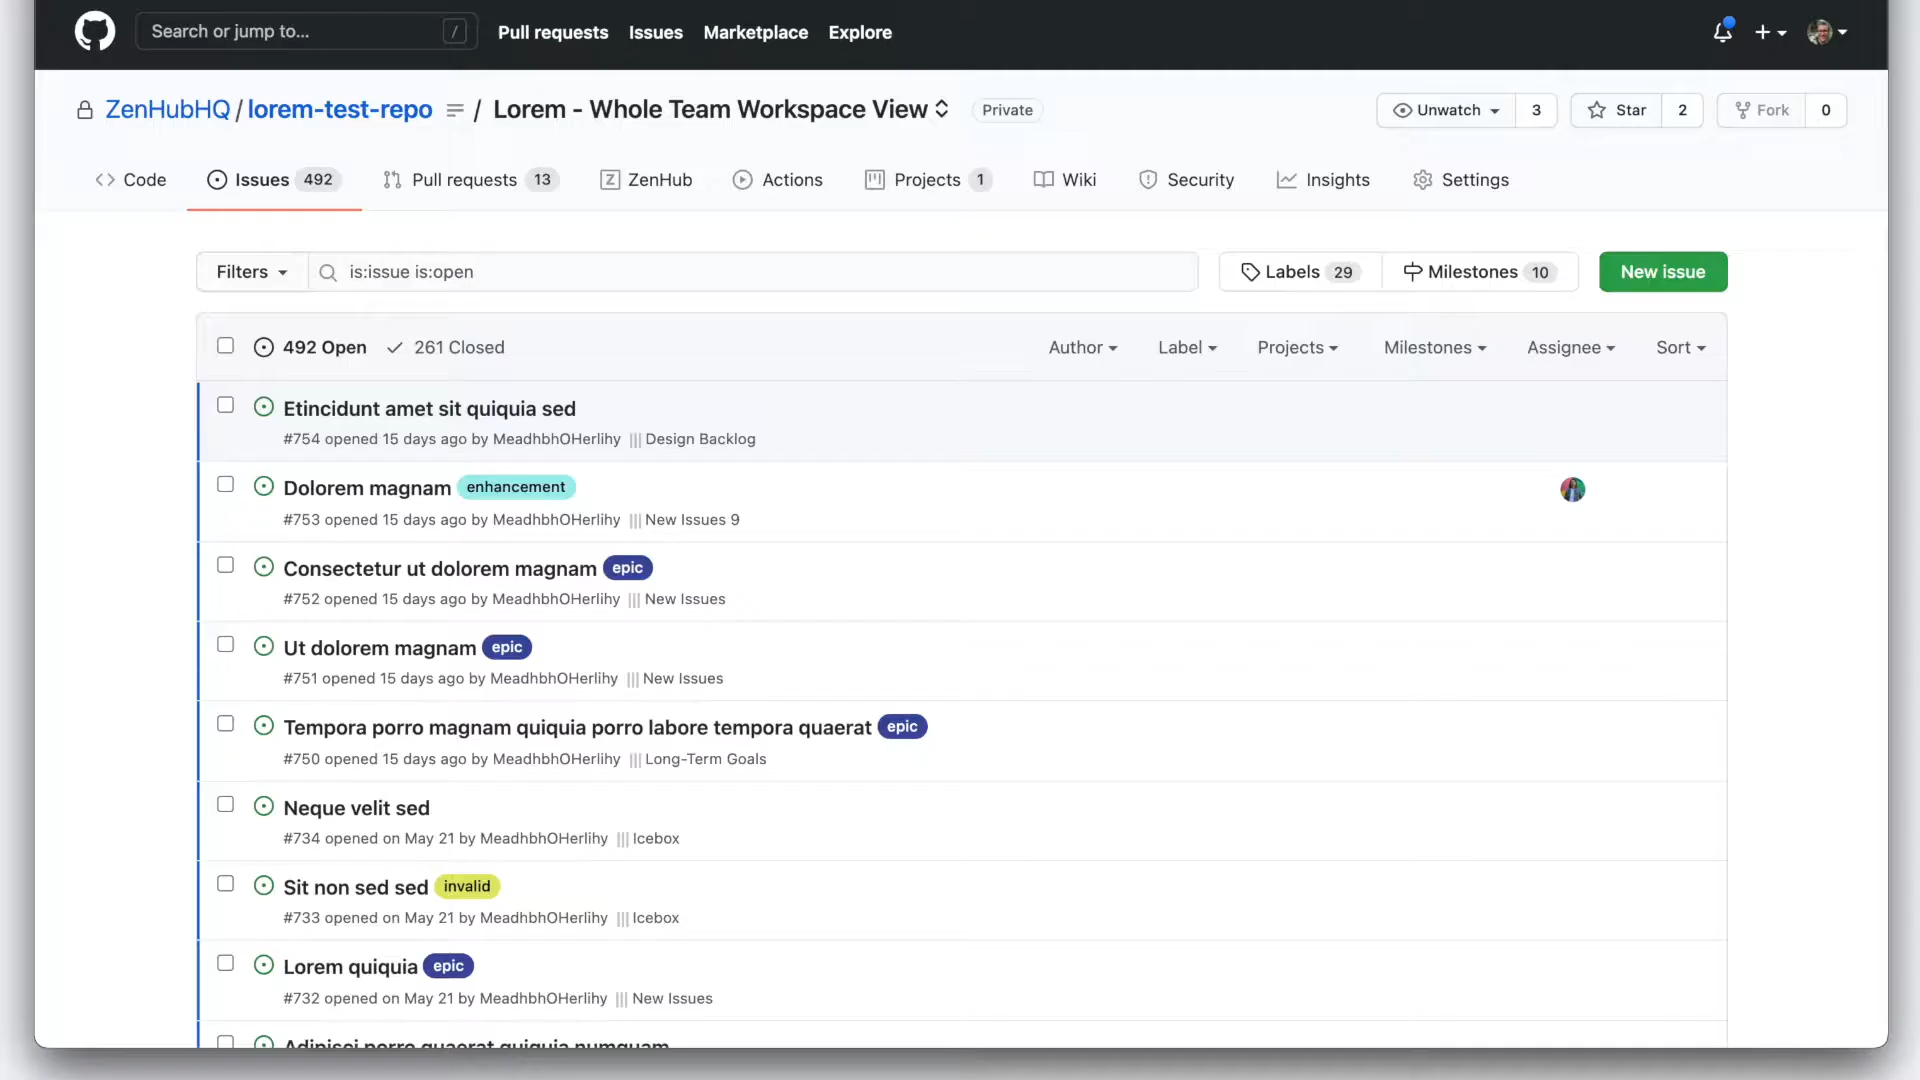 Search or jump to... / Pull requests Issues Marketplace Explore
ZenHubHQ / lorem-test-repo / Lorem - Whole Team Workspace View Private Unwatch 3 Star 2 Fork 0
Code Issues 492 Pull requests 13 ZenHub Actions Projects 1 Wiki Security Insights Settings
Filters is:issue is:open Labels 29 Milestones 10 New issue
492 Open 261 Closed Author Label Projects Milestones Assignee Sort
Etincidunt amet sit quiquia sed
#754 opened 15 days ago by MeadhbhOHerlihy Design Backlog
Dolorem magnam enhancement
#753 opened 15 days ago by MeadhbhOHerlihy New Issues 9
Consectetur ut dolorem magnam epic
#752 opened 15 days ago by MeadhbhOHerlihy New Issues
Ut dolorem magnam epic
#751 opened 15 days ago by MeadhbhOHerlihy New Issues
Tempora porro magnam quiquia porro labore tempora quaerat epic
#750 opened 15 days ago by MeadhbhOHerlihy Long-Term Goals
Neque velit sed
#734 opened on May 21 by MeadhbhOHerlihy Icebox
Sit non sed sed invalid
#733 opened on May 21 by MeadhbhOHerlihy Icebox
Lorem quiquia epic
#732 opened on May 21 by MeadhbhOHerlihy New Issues
Adipisci porro quaerat quiquia numquam